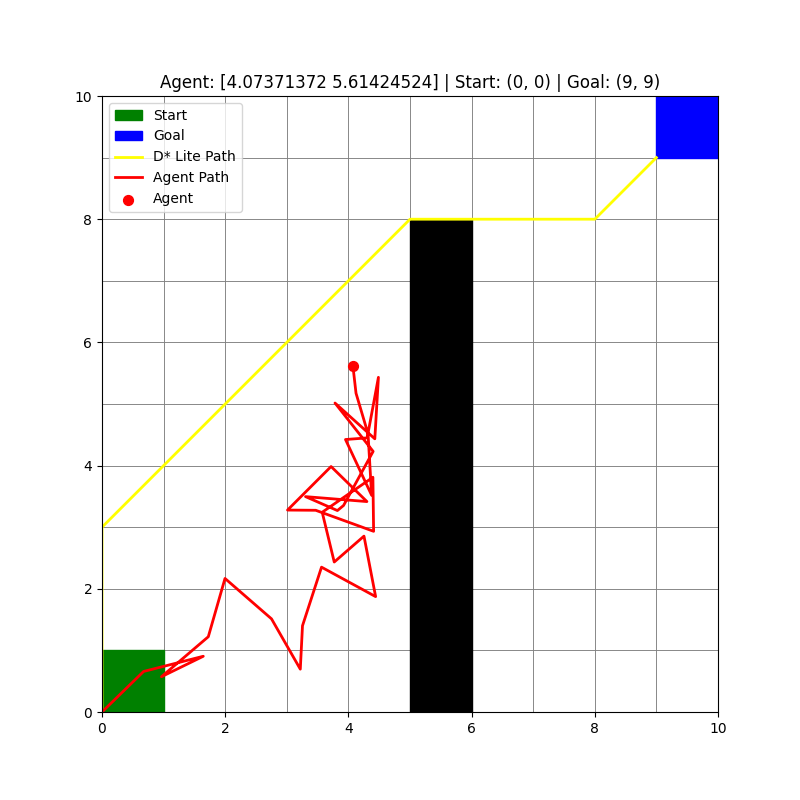 Agent: [4.07371372 5.61424524] | Start: (0, 0) | Goal: (9, 9)
10
Start
Goal
D* Lite Path
Agent Path
Agent
8
6
4
2
0
0 2 4 6 8 10